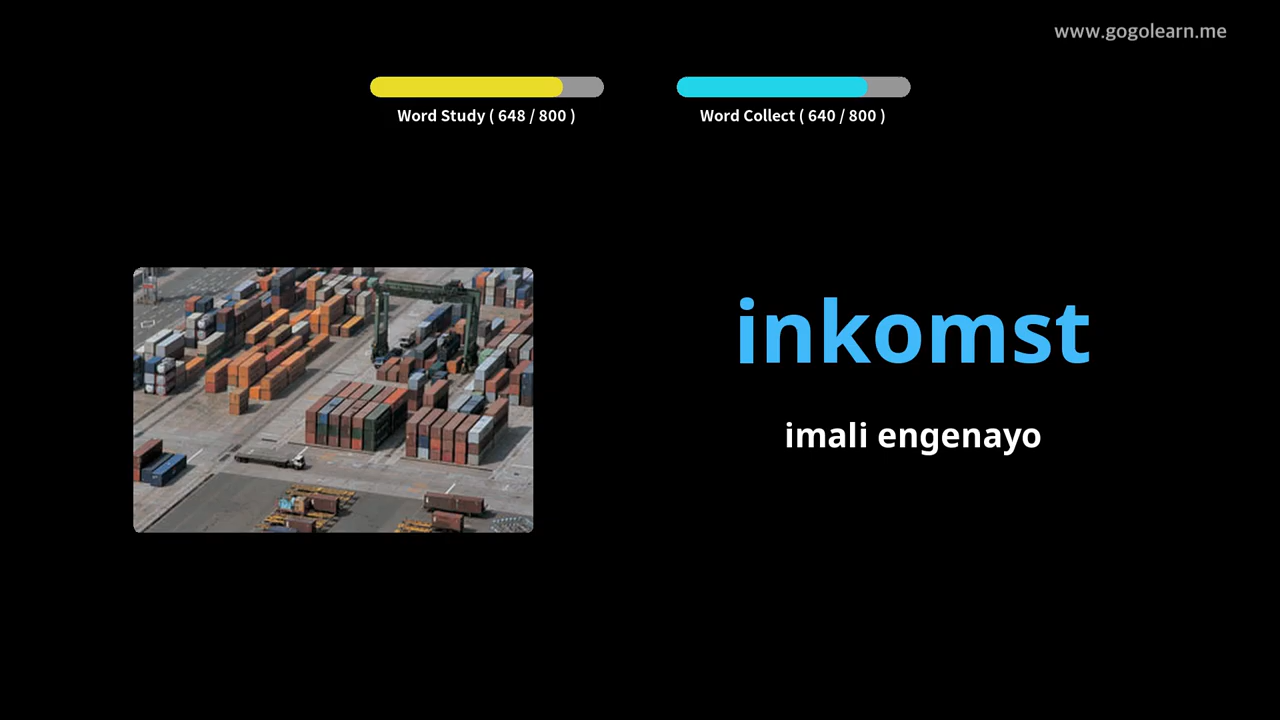 www.gogolearn.me
Word Study ( 648 / 800 )
Word Collect ( 640 / 800 )
inkomst
imali engenayo